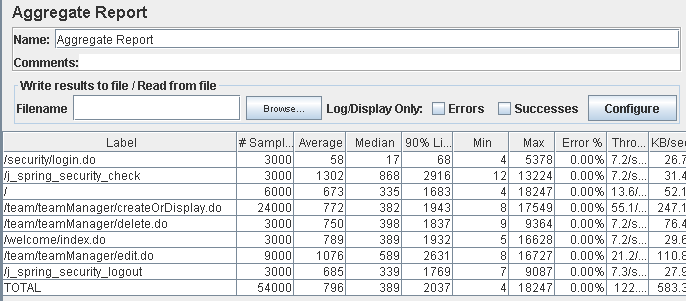 Aggregate Report
Name: Aggregate Report
Comments:
Write results to file / Read from file
Filename Browse... Log/Display Only: Errors Successes Configure
Label # Sampl... Average Median 90% Li... Min Max Error % Thro... KB/sec
/security/login.do 3000 58 17 68 4 5378 0.00% 7.2/s... 26.7
/j_spring_security_check 3000 1302 868 2916 12 13224 0.00% 7.2/s... 31.4
/ 6000 673 335 1683 4 18247 0.00% 13.6/... 52.1
/team/teamManager/createOrDisplay.do 24000 772 382 1943 8 17549 0.00% 55.1/... 247.1
/team/teamManager/delete.do 3000 750 398 1837 9 9364 0.00% 7.2/s... 76.4
/welcome/index.do 3000 789 389 1932 5 16628 0.00% 7.2/s... 29.6
/team/teamManager/edit.do 9000 1076 589 2631 8 16727 0.00% 21.2/... 110.8
/j_spring_security_logout 3000 685 339 1769 7 9087 0.00% 7.3/s... 27.9
TOTAL 54000 796 389 2037 4 18247 0.00% 122.... 583.3